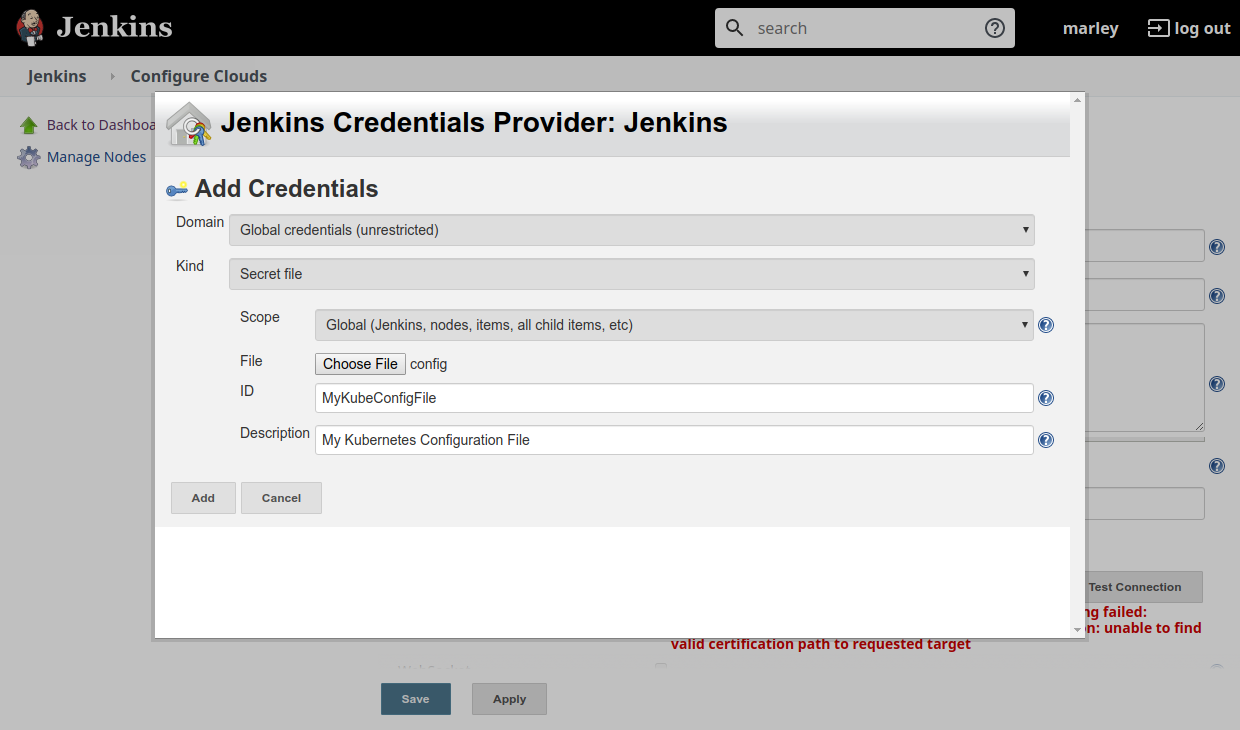 Jenkins
search
marley
log out
Jenkins
Configure Clouds
Back to Dashboa
Manage Nodes
Jenkins Credentials Provider: Jenkins
Add Credentials
Domain
Global credentials (unrestricted)
Kind
Secret file
Scope
Global (Jenkins, nodes, items, all child items, etc)
File
Choose File config
ID
MyKubeConfigFile
Description
My Kubernetes Configuration File
Add
Cancel
Test Connection
ng failed:
on: unable to find
valid certification path to requested target
Save
Apply